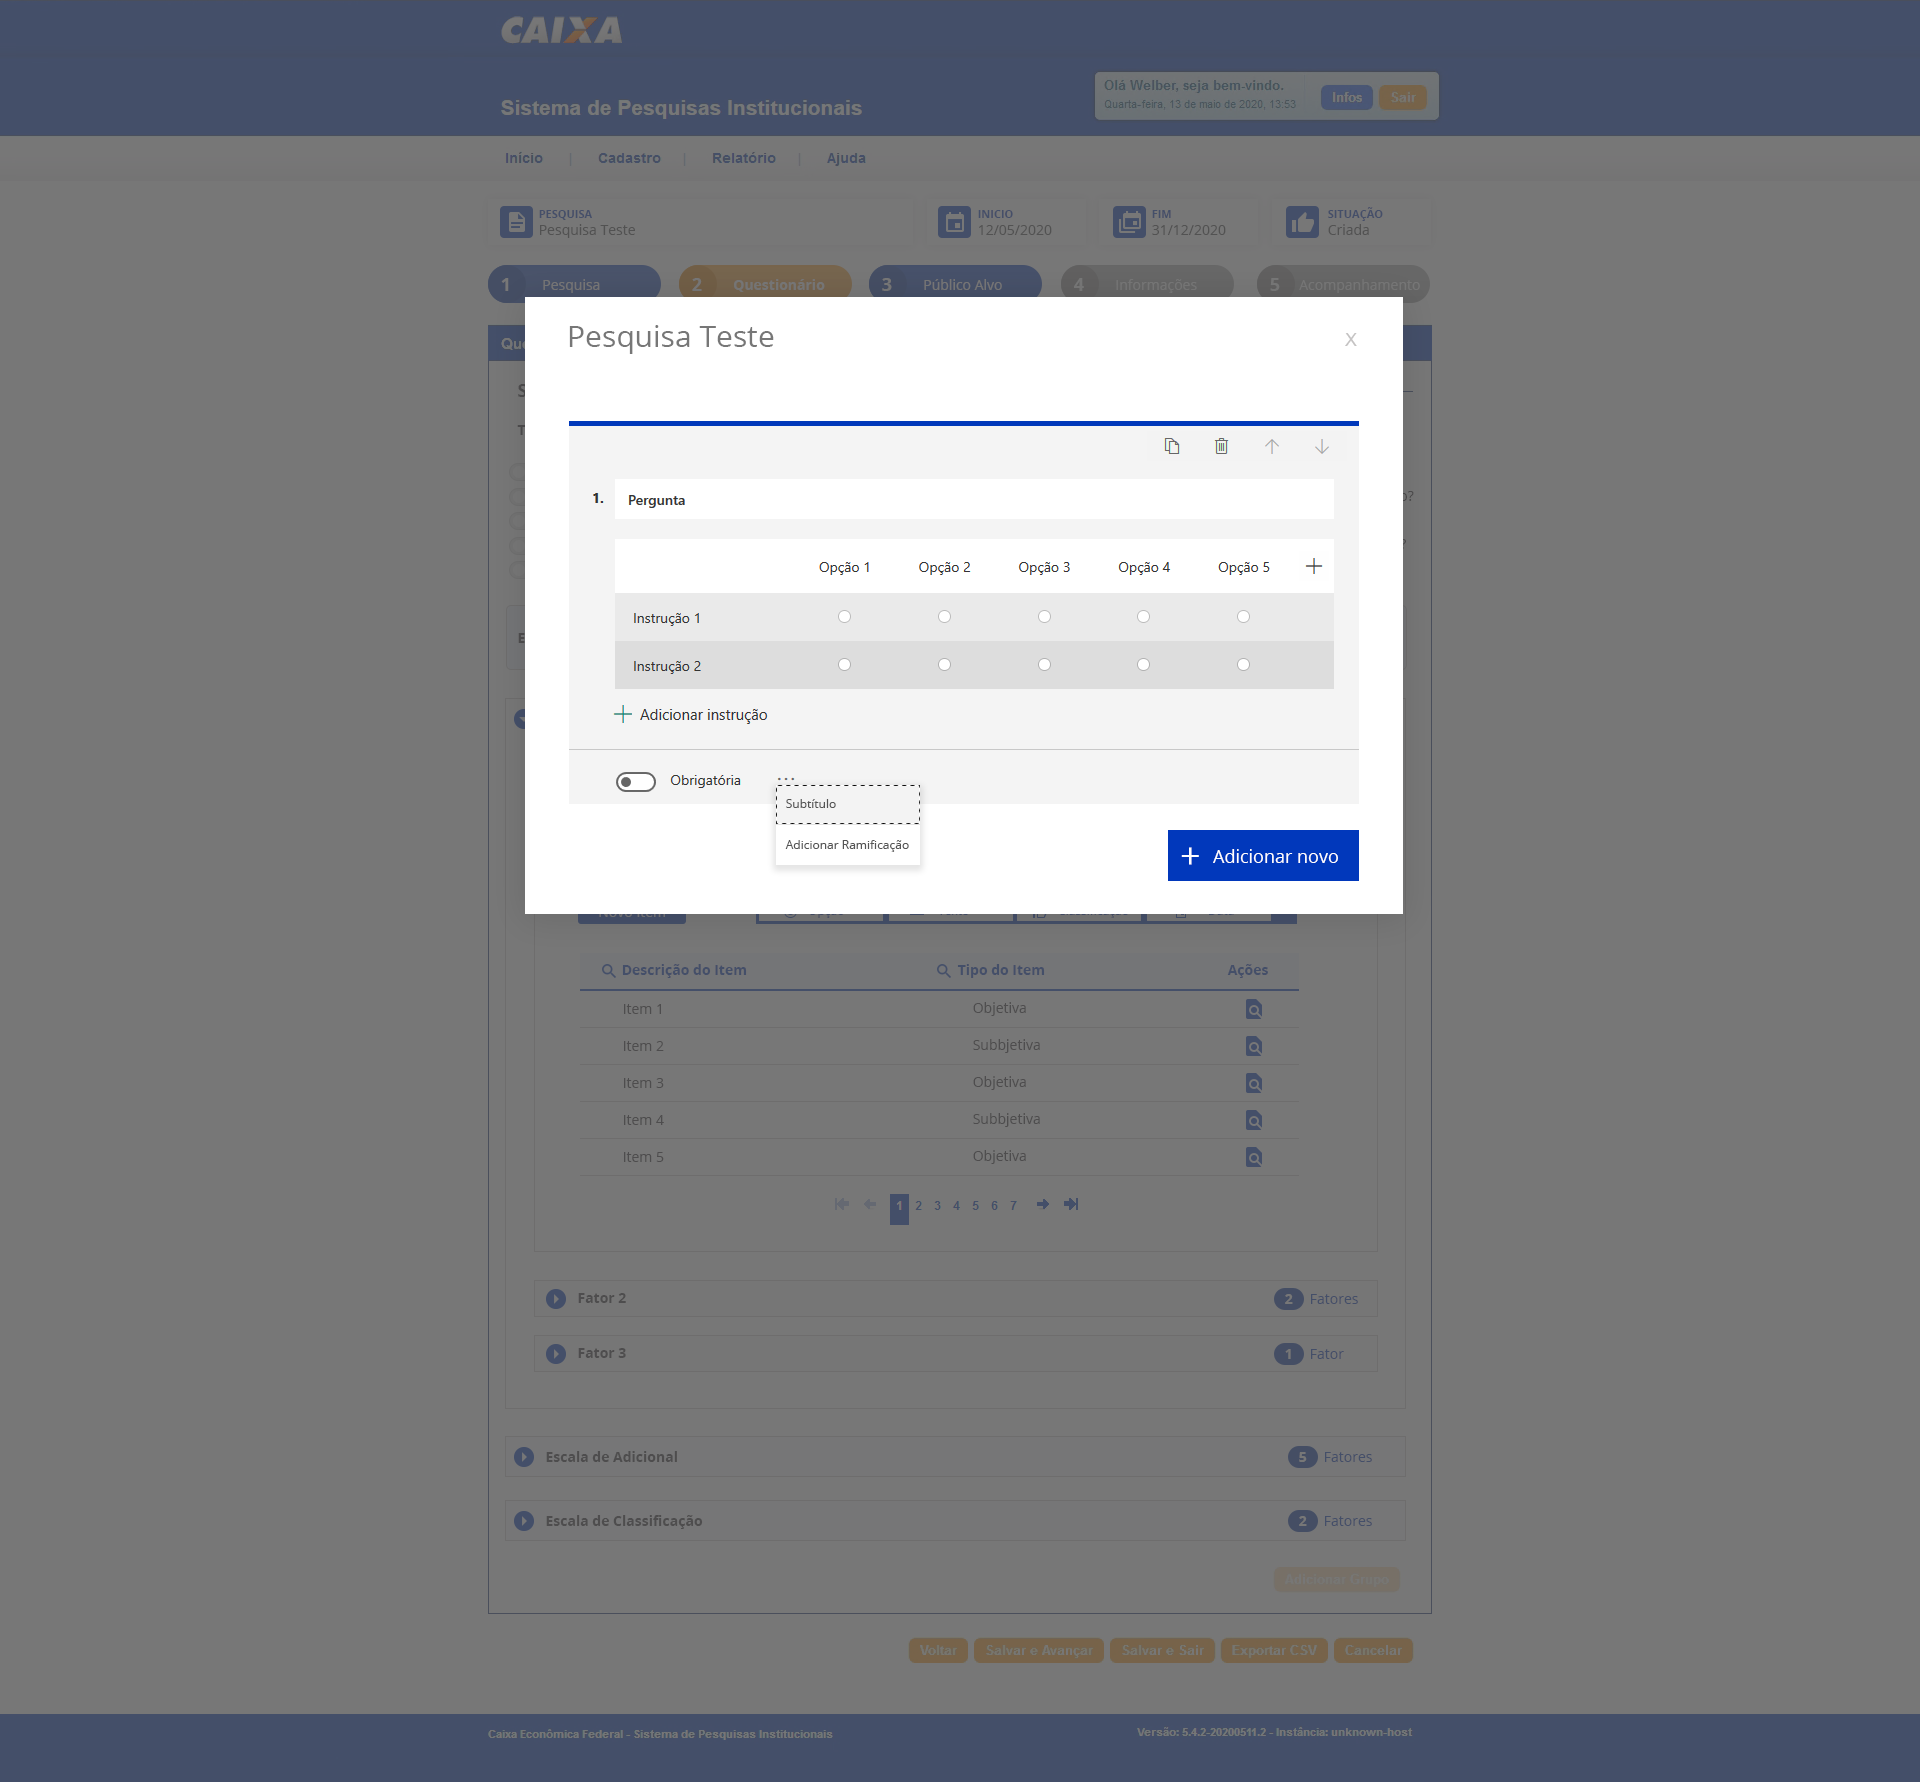 CAIXA
Sistema de Pesquisas Institucionais
Olá Welber, seja bem-vindo.
Quarta-feira, 13 de maio de 2020, 13:53
Infos
Sair
Início | Cadastro | Relatório | Ajuda
PESQUISA
Pesquisa Teste
INICIO
12/05/2020
FIM
31/12/2020
SITUAÇÃO
Criada
1 Pesquisa
2 Questionário
3 Público Alvo
4 Informações
5 Acompanhamento
Pesquisa Teste
X
1. Pergunta
Opção 1 Opção 2 Opção 3 Opção 4 Opção 5
Instrução 1
Instrução 2
Adicionar instrução
Obrigatória ...
Subtítulo
Adicionar Ramificação
Adicionar novo
Descrição do Item Tipo do Item Ações
Item 1 Objetiva
Item 2 Subbjetiva
Item 3 Objetiva
Item 4 Subbjetiva
Item 5 Objetiva
1 2 3 4 5 6 7
Fator 2 2 Fatores
Fator 3 1 Fator
Escala de Adicional 5 Fatores
Escala de Classificação 2 Fatores
Adicionar Grupo
Voltar
Salvar e Avançar
Salvar e Sair
Exportar CSV
Cancelar
Caixa Econômica Federal - Sistema de Pesquisas Institucionais
Versão: 5.4.2-20200511.2 - Instância: unknown-host